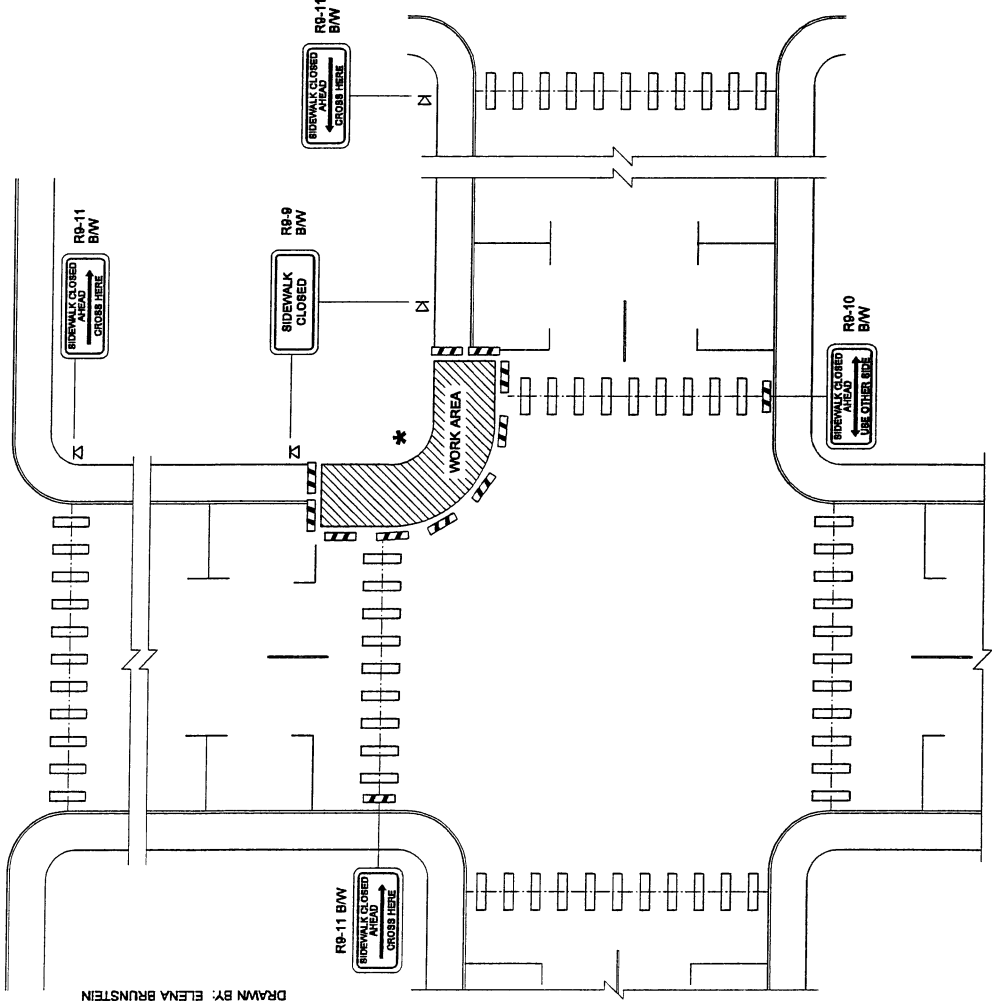 R9-11
B/W
SIDEWALK CLOSED
AHEAD
CROSS HERE
R9-11
B/W
SIDEWALK CLOSED
AHEAD
CROSS HERE
R9-9
B/W
SIDEWALK
CLOSED
*
WORK AREA
R9-10
B/W
SIDEWALK CLOSED
AHEAD
USE OTHER SIDE
R9-11 B/W
SIDEWALK CLOSED
AHEAD
CROSS HERE
DRAWN BY: ELENA BRUNSTEIN